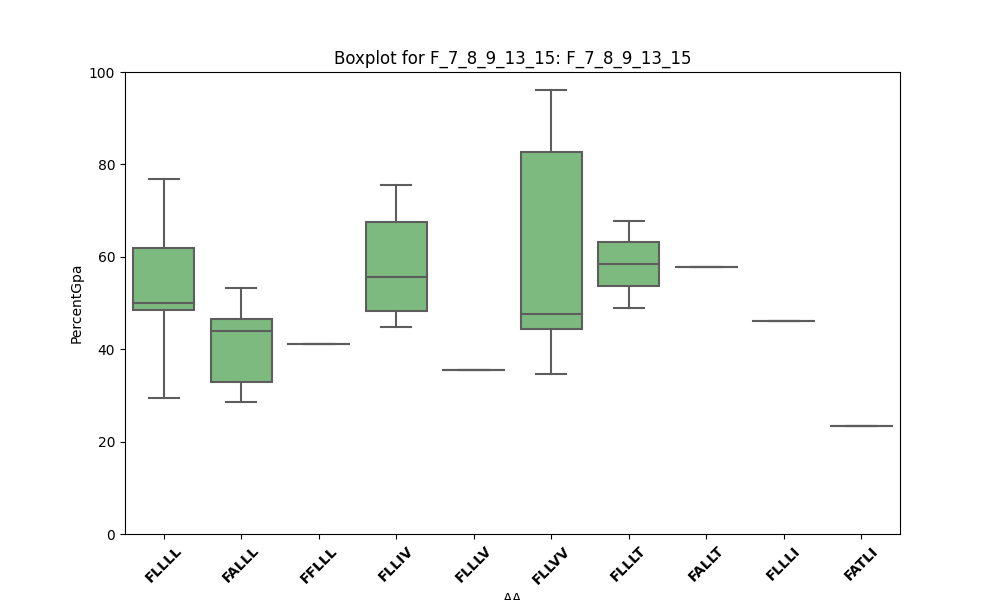 Boxplot for F_7_8_9_13_15: F_7_8_9_13_15
100
80
60
40
20
0
PercentGpa
FLLLL
FALLL
FFLLL
FLLIV
FLLLV
FLLVV
FLLLT
FALLT
FLLLI
FATLI
AA